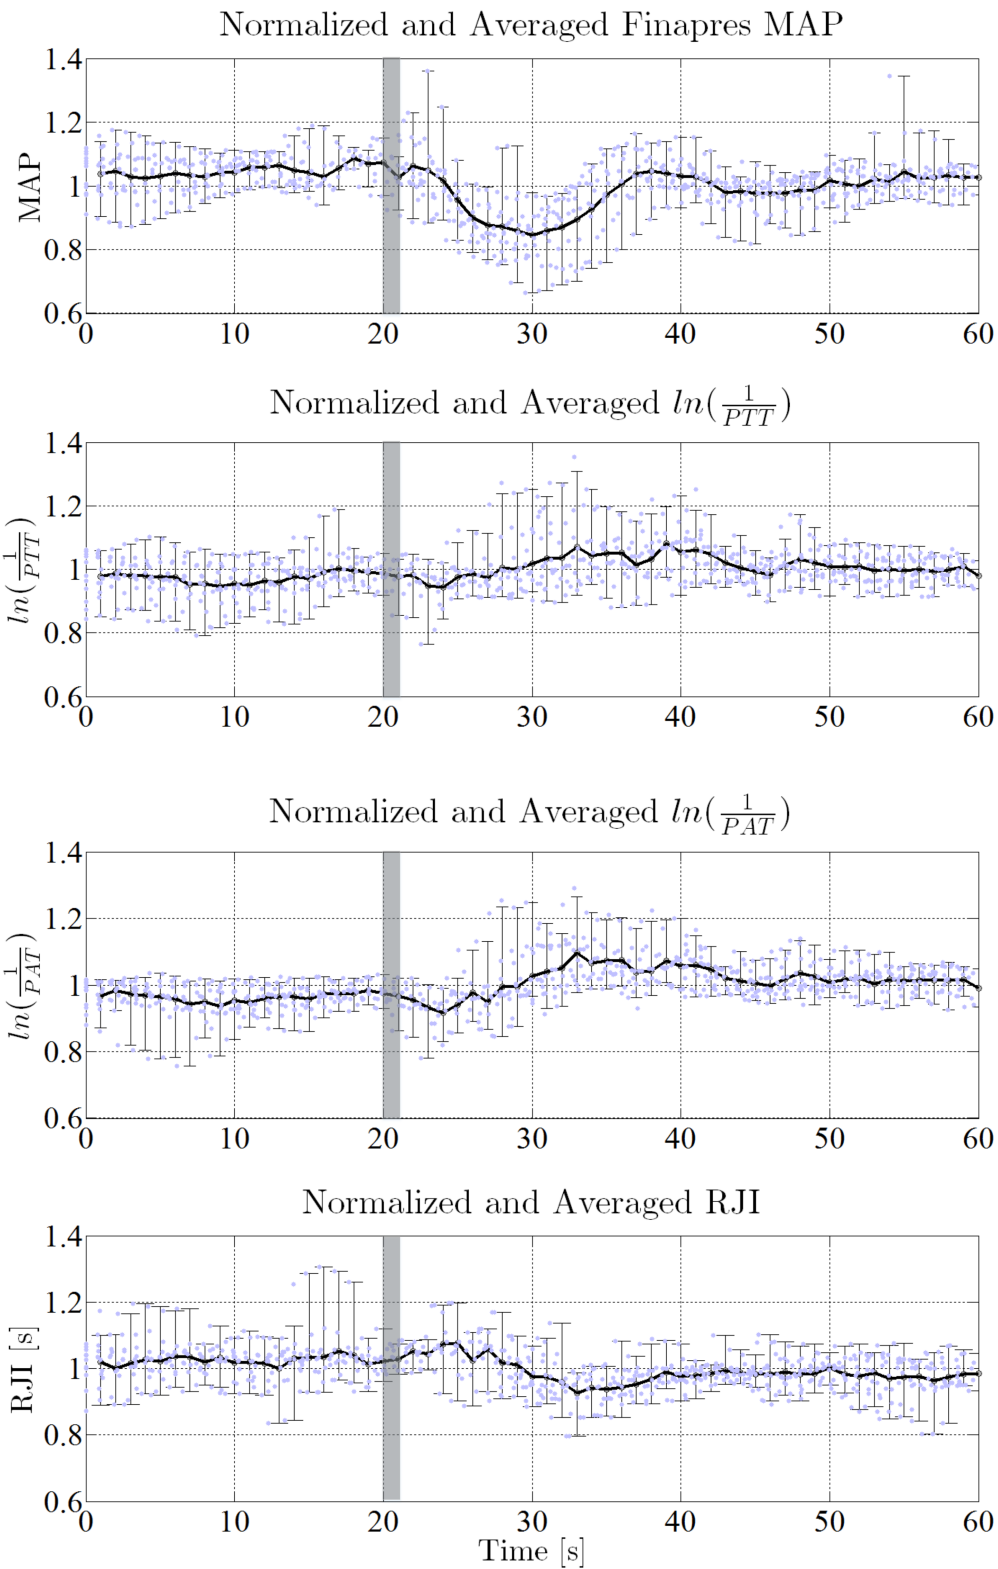 Normalized and Averaged Finapres MAP
MAP
1.4
1.2
1
0.8
0.6
0 10 20 30 40 50 60
Normalized and Averaged ln(1/PTT)
ln(1/PTT)
1.4
1.2
1
0.8
0.6
0 10 20 30 40 50 60
Normalized and Averaged ln(1/PAT)
ln(1/PAT)
1.4
1.2
1
0.8
0.6
0 10 20 30 40 50 60
Normalized and Averaged RJI
RJI [s]
1.4
1.2
1
0.8
0.6
0 10 20 30 40 50 60
Time [s]